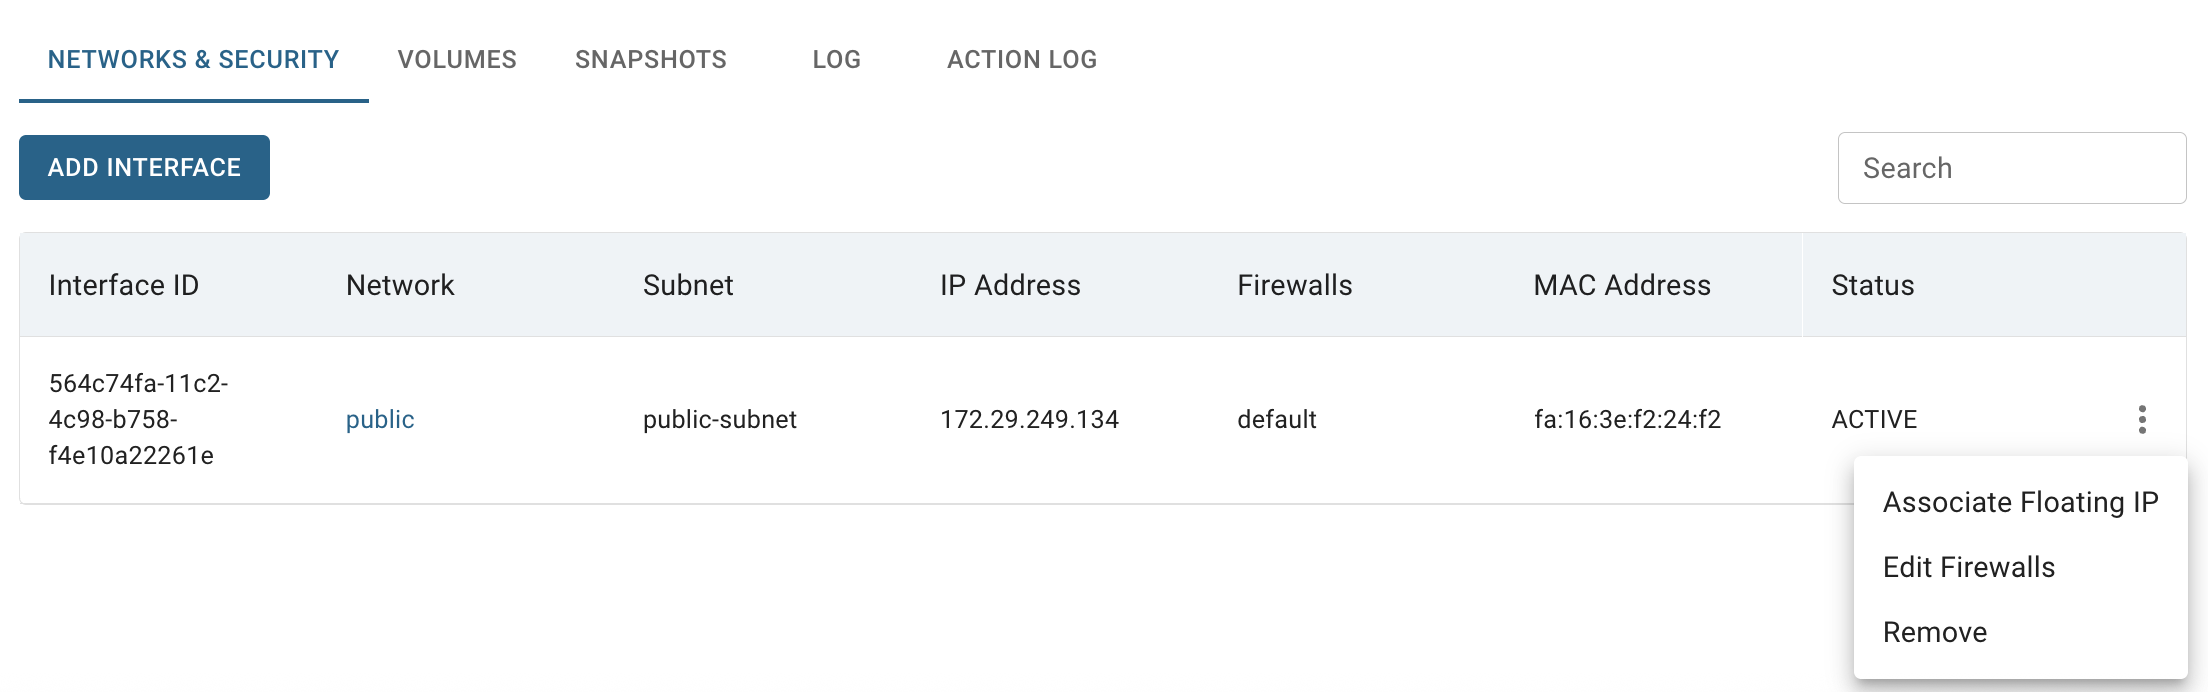 NETWORKS & SECURITY VOLUMES SNAPSHOTS LOG ACTION LOG
ADD INTERFACE
Search
Interface ID Network Subnet IP Address Firewalls MAC Address Status
564c74fa-11c2-
4c98-b758-
f4e10a22261e
public public-subnet 172.29.249.134 default fa:16:3e:f2:24:f2 ACTIVE
Associate Floating IP
Edit Firewalls
Remove